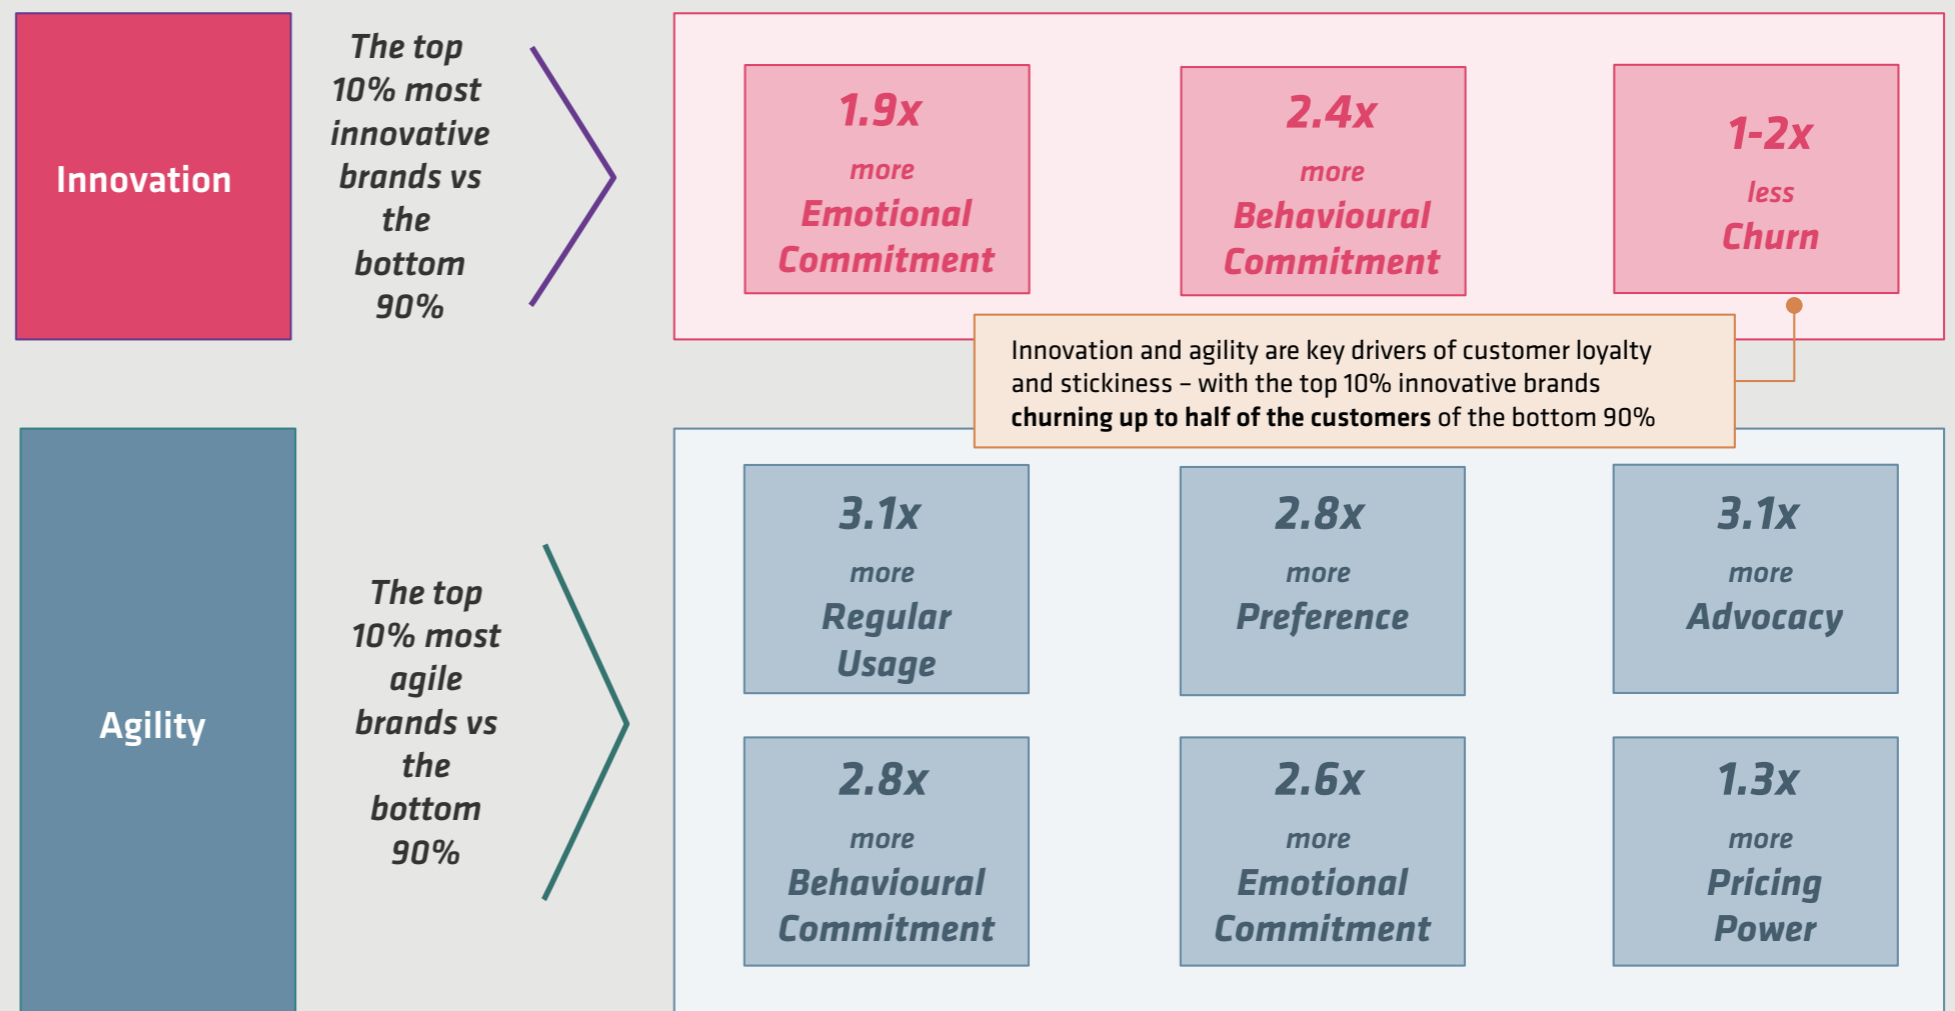 Innovation
The top
10% most
innovative
brands vs
the
bottom
90%
1.9x
more
Emotional
Commitment
2.4x
more
Behavioural
Commitment
1-2x
less
Churn
Innovation and agility are key drivers of customer loyalty
and stickiness – with the top 10% innovative brands
churning up to half of the customers of the bottom 90%
Agility
The top
10% most
agile
brands vs
the
bottom
90%
3.1x
more
Regular
Usage
2.8x
more
Preference
3.1x
more
Advocacy
2.8x
more
Behavioural
Commitment
2.6x
more
Emotional
Commitment
1.3x
more
Pricing
Power